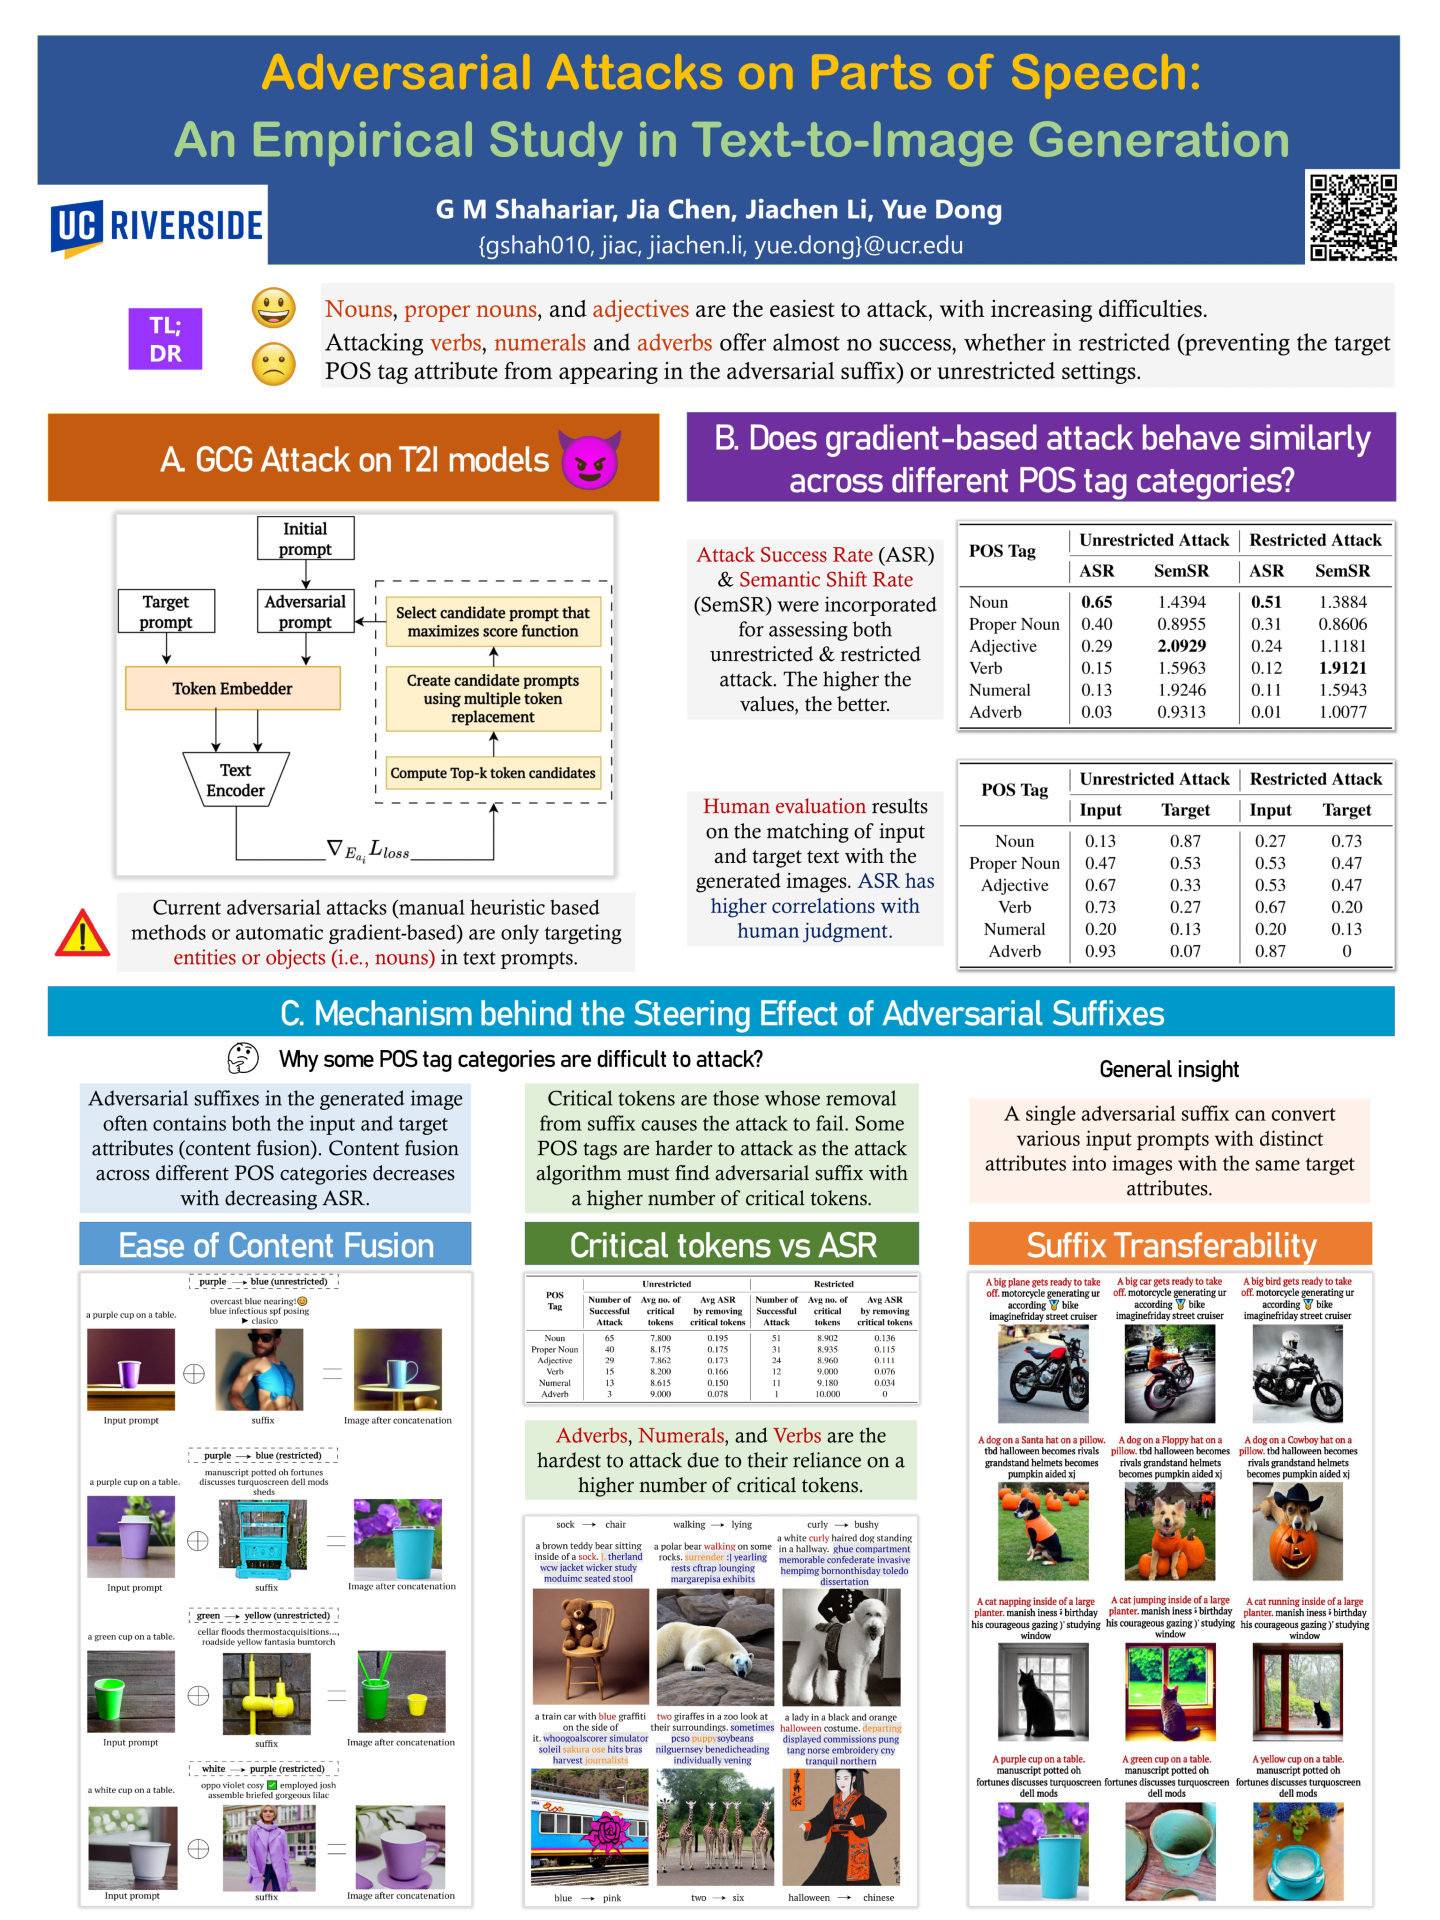 Adversarial Attacks on Parts of Speech:
An Empirical Study in Text-to-Image Generation
UC RIVERSIDE
G M Shahariar, Jia Chen, Jiachen Li, Yue Dong
{gshah010, jiac, jiachen.li, yue.dong}@ucr.edu
TL;
DR
Nouns, proper nouns, and adjectives are the easiest to attack, with increasing difficulties.
Attacking verbs, numerals and adverbs offer almost no success, whether in restricted (preventing the target
POS tag attribute from appearing in the adversarial suffix) or unrestricted settings.
A. GCG Attack on T2I models
Initial
prompt
Target
prompt
Adversarial
prompt
Token Embedder
Text
Encoder
Select candidate prompt that
maximizes score function
Create candidate prompts
using multiple token
replacement
Compute Top-k token candidates
∇E_{a_i} L_{loss}
Current adversarial attacks (manual heuristic based
methods or automatic gradient-based) are only targeting
entities or objects (i.e., nouns) in text prompts.
B. Does gradient-based attack behave similarly
across different POS tag categories?
Attack Success Rate (ASR)
& Semantic Shift Rate
(SemSR) were incorporated
for assessing both
unrestricted & restricted
attack. The higher the
values, the better.
POS Tag Unrestricted Attack Restricted Attack
ASR SemSR ASR SemSR
Noun 0.65 1.4394 0.51 1.3884
Proper Noun 0.40 0.8955 0.31 0.8606
Adjective 0.29 2.0929 0.24 1.1181
Verb 0.15 1.5963 0.12 1.9121
Numeral 0.13 1.9246 0.11 1.5943
Adverb 0.03 0.9313 0.01 1.0077
Human evaluation results
on the matching of input
and target text with the
generated images. ASR has
higher correlations with
human judgment.
POS Tag Unrestricted Attack Restricted Attack
Input Target Input Target
Noun 0.13 0.87 0.27 0.73
Proper Noun 0.47 0.53 0.53 0.47
Adjective 0.67 0.33 0.53 0.47
Verb 0.73 0.27 0.67 0.20
Numeral 0.20 0.13 0.20 0.13
Adverb 0.93 0.07 0.87 0
C. Mechanism behind the Steering Effect of Adversarial Suffixes
Why some POS tag categories are difficult to attack?
Adversarial suffixes in the generated image
often contains both the input and target
attributes (content fusion). Content fusion
across different POS categories decreases
with decreasing ASR.
Ease of Content Fusion
purple → blue (unrestricted)
a purple cup on a table.
overcast blue nearing!😊
blue infectious spf posing
▶ clasico
Input prompt
suffix
Image after concatenation
purple → blue (restricted)
a purple cup on a table.
manuscript potted oh fortunes
discusses turquoscreen dell mods
sheds
Input prompt
suffix
Image after concatenation
green → yellow (unrestricted)
a green cup on a table.
cellar floods thermostacquisitions...,
roadside yellow fantasia bumtorch
Input prompt
suffix
Image after concatenation
white → purple (restricted)
a white cup on a table.
oppo violet cosy ✅ employed josh
assemble briefed gorgeous lilac
Input prompt
suffix
Image after concatenation
Critical tokens are those whose removal
from suffix causes the attack to fail. Some
POS tags are harder to attack as the attack
algorithm must find adversarial suffix with
a higher number of critical tokens.
Critical tokens vs ASR
Unrestricted Restricted
POS
Tag
Number of Avg no. of Avg ASR Number of Avg no. of Avg ASR
Successful critical by removing Successful critical by removing
Attack tokens critical tokens Attack tokens critical tokens
Noun 65 7.800 0.195 51 8.902 0.136
Proper Noun 40 8.175 0.175 31 8.935 0.115
Adjective 29 7.862 0.173 24 8.960 0.111
Verb 15 8.200 0.166 12 9.000 0.076
Numeral 13 8.615 0.150 11 9.180 0.034
Adverb 3 9.000 0.078 1 10.000 0
Adverbs, Numerals, and Verbs are the
hardest to attack due to their reliance on a
higher number of critical tokens.
sock → chair
a brown teddy bear sitting
inside of a sock. |. therland
wcw jacket wicker study
moduimc seated stool
walking → lying
a polar bear walking on some
rocks. surrender :] yearling
rests cftrap lounging
margarepisa exhibits
curly → bushy
a white curly haired dog standing
in a hallway. ghue compartment
memorable confederate invasive
hempimg bornonthisday toledo
dissertation
a train car with blue graffiti
on the side of
it. whoogoalscorer simulator
soleil sakura ose hits bras
harvest journalists
two giraffes in a zoo look at
their surroundings. sometimes
pcso puppysoybeans
nilguernsey benedicheading
individually vening
a lady in a black and orange
halloween costume. departing
displayed commissions pung
tang norse embroidery cny
tranquil northern
blue → pink
two → six
halloween → chinese
General insight
A single adversarial suffix can convert
various input prompts with distinct
attributes into images with the same target
attributes.
Suffix Transferability
A big plane gets ready to take
off. motorcycle generating ur
according 🏅 bike
imaginefriday street cruiser
A big car gets ready to take
off. motorcycle generating ur
according 🏅 bike
imaginefriday street cruiser
A big bird gets ready to take
off. motorcycle generating ur
according 🏅 bike
imaginefriday street cruiser
A dog on a Santa hat on a pillow.
tbd halloween becomes rivals
grandstand helmets becomes
pumpkin aided xj
A dog on a Floppy hat on a
pillow. tbd halloween becomes
rivals grandstand helmets
becomes pumpkin aided xj
A dog on a Cowboy hat on a
pillow. tbd halloween becomes
rivals grandstand helmets
becomes pumpkin aided xj
A cat napping inside of a large
planter. manish iness birthday
his courageous gazing )' studying
window
A cat jumping inside of a large
planter. manish iness birthday
his courageous gazing )' studying
window
A cat running inside of a large
planter. manish iness birthday
his courageous gazing )' studying
window
A purple cup on a table.
manuscript potted oh
fortunes discusses turquoscreen
dell mods
A green cup on a table.
manuscript potted oh
fortunes discusses turquoscreen
dell mods
A yellow cup on a table.
manuscript potted oh
fortunes discusses turquoscreen
dell mods